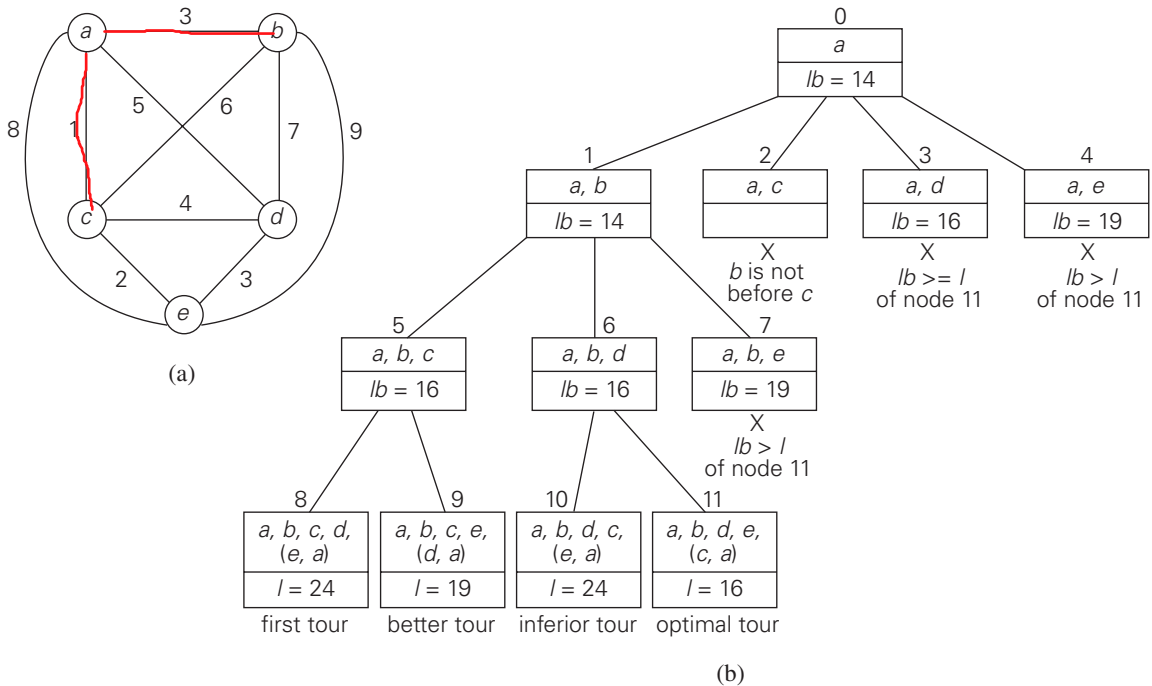 3
a
b
8
5
6
7
9
1
c
4
d
2
3
e
(a)
0
a
lb = 14
1
2
3
4
a, b
a, c
a, d
a, e
lb = 14
lb = 16
lb = 19
X
X
X
b is not
before c
lb >= l
of node 11
lb > l
of node 11
5
6
7
a, b, c
a, b, d
a, b, e
lb = 16
lb = 16
lb = 19
X
lb > l
of node 11
8
9
10
11
a, b, c, d,
(e, a)
a, b, c, e,
(d, a)
a, b, d, c,
(e, a)
a, b, d, e,
(c, a)
l = 24
l = 19
l = 24
l = 16
first tour
better tour
inferior tour
optimal tour
(b)